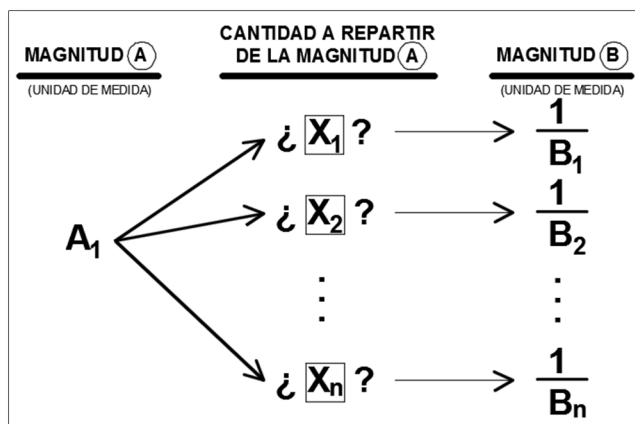 MAGNITUD A
CANTIDAD A REPARTIR
DE LA MAGNITUD A
MAGNITUD B
(UNIDAD DE MEDIDA)
(UNIDAD DE MEDIDA)
A₁
¿ X₁ ?
1
B₁
¿ X₂ ?
1
B₂
¿ Xₙ ?
1
Bₙ